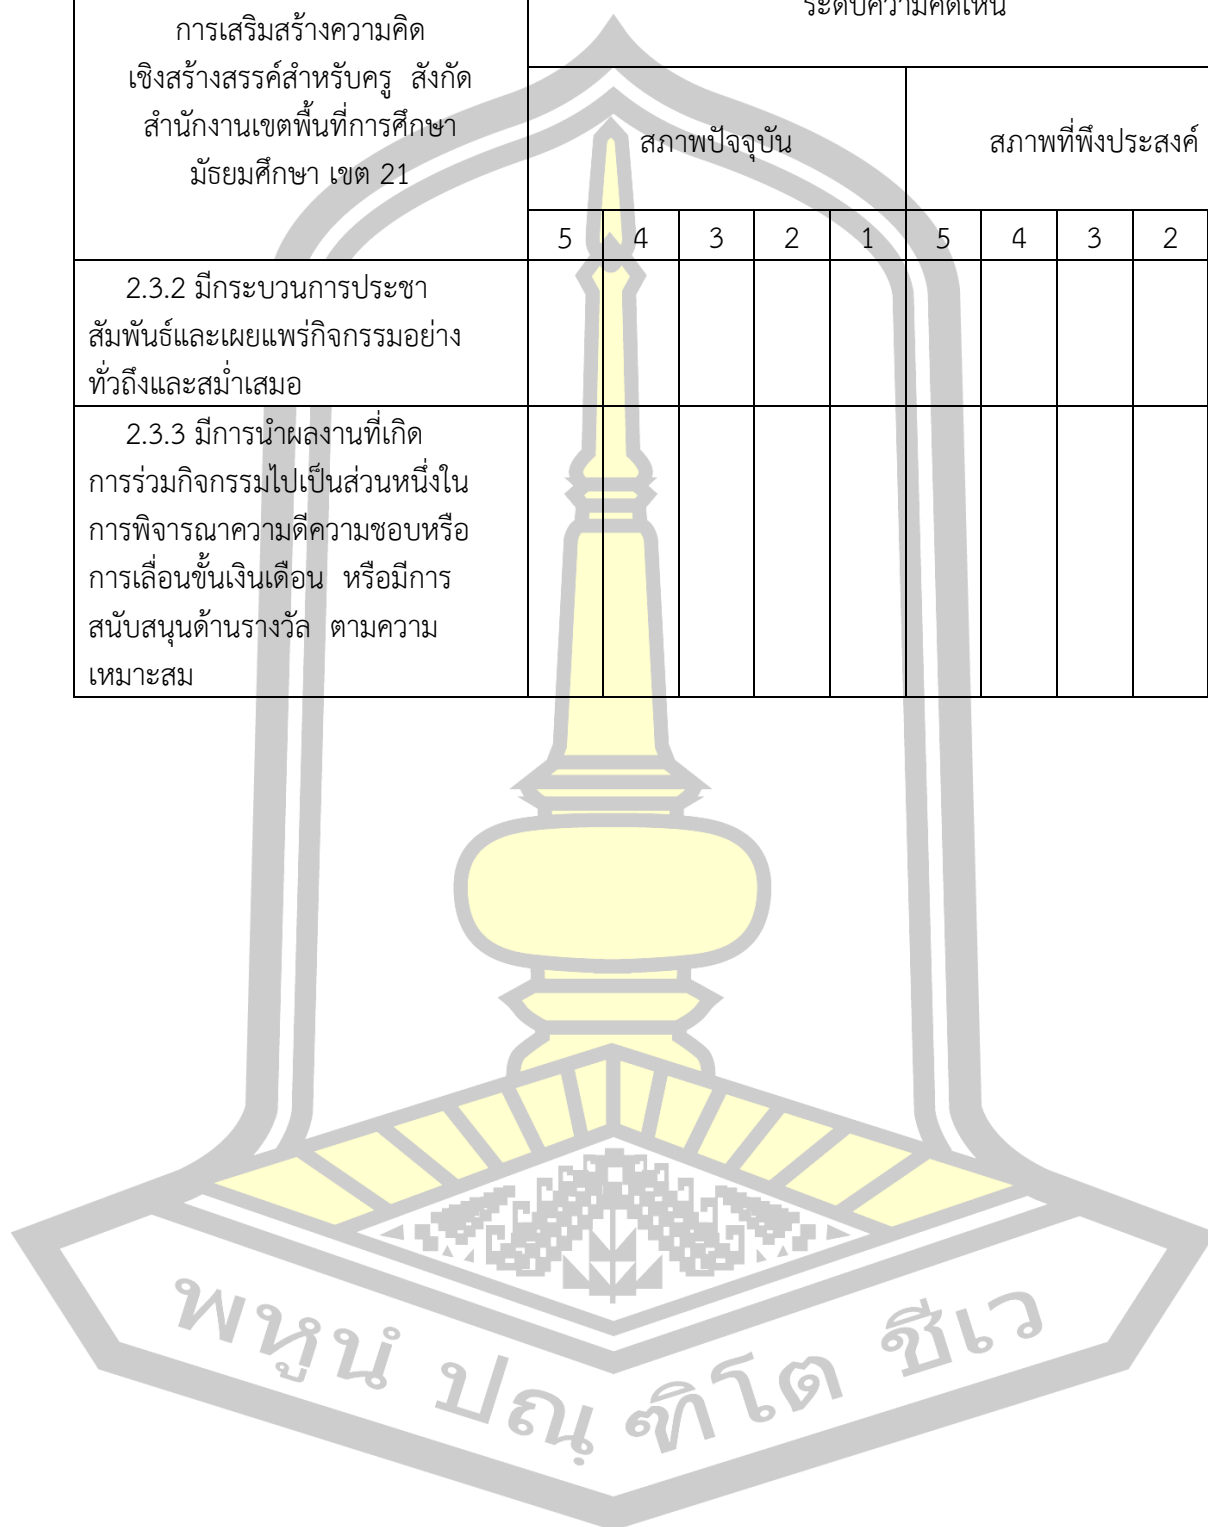 ระดับความคิดเห็น
การเสริมสร้างความคิด
เชิงสร้างสรรค์สำหรับครู สังกัด
สำนักงานเขตพื้นที่การศึกษา
มัธยมศึกษา เขต 21
สภาพปัจจุบัน สภาพที่พึงประสงค์
5 4 3 2 1 5 4 3 2
2.3.2 มีกระบวนการประชา
สัมพันธ์และเผยแพร่กิจกรรมอย่าง
ทั่วถึงและสม่ำเสมอ
2.3.3 มีการนำผลงานที่เกิด
การร่วมกิจกรรมไปเป็นส่วนหนึ่งใน
การพิจารณาความดีความชอบหรือ
การเลื่อนขั้นเงินเดือน หรือมีการ
สนับสนุนด้านรางวัล ตามความ
เหมาะสม
พหูนํ ปณฺฑิโต ชีเว